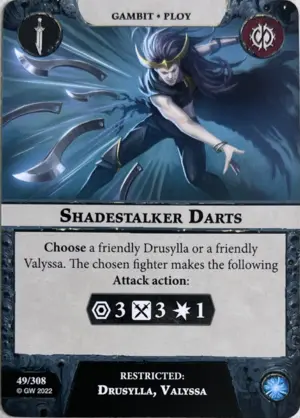 GAMBIT • PLOY
SHADESTALKER DARTS
Choose a friendly Drusylla or a friendly
Valyssa. The chosen fighter makes the following
Attack action:
3 3 1
49/308
© GW 2022
RESTRICTED:
DRUSYLLA, VALYSSA